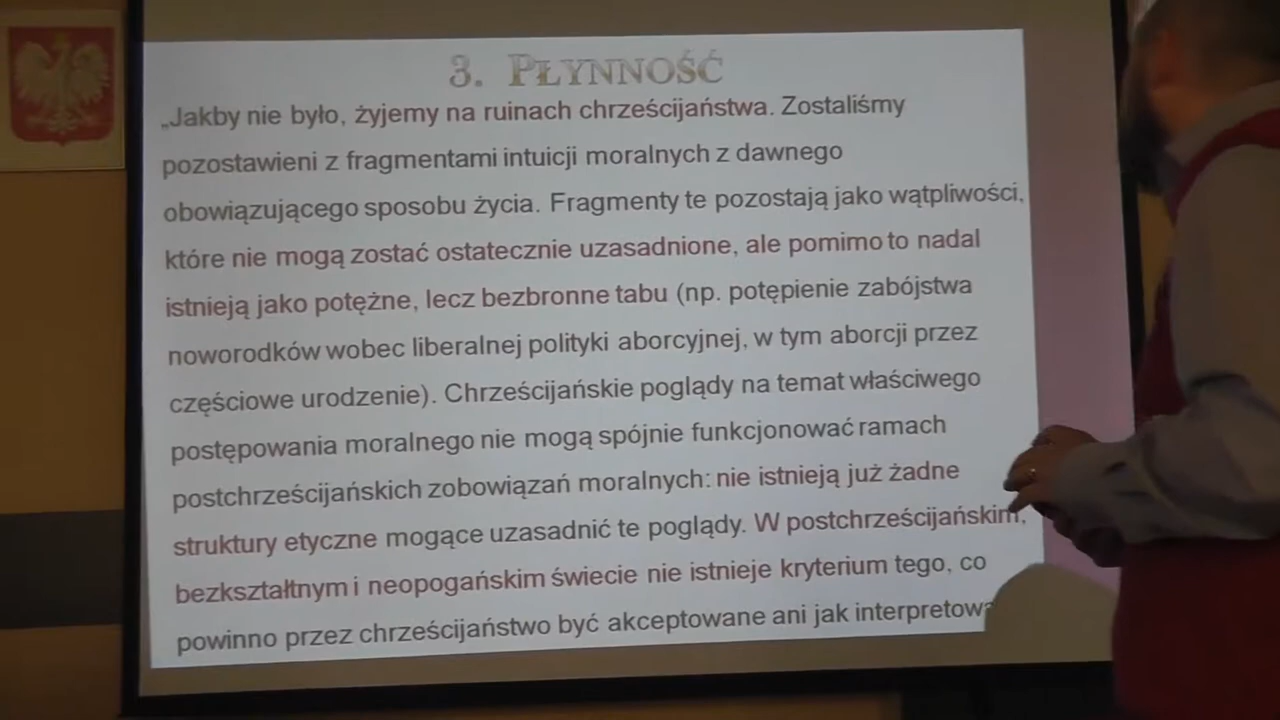 3. PŁYNNOŚĆ
„Jakby nie było, żyjemy na ruinach chrześcijaństwa. Zostaliśmy
pozostawieni z fragmentami intuicji moralnych z dawnego
obowiązującego sposobu życia. Fragmenty te pozostają jako wątpliwości,
które nie mogą zostać ostatecznie uzasadnione, ale pomimo to nadal
istnieją jako potężne, lecz bezbronne tabu (np. potępienie zabójstwa
noworodków wobec liberalnej polityki aborcyjnej, w tym aborcji przez
częściowe urodzenie). Chrześcijańskie poglądy na temat właściwego
postępowania moralnego nie mogą spójnie funkcjonować ramach
postchrześcijańskich zobowiązań moralnych: nie istnieją już żadne
struktury etyczne mogące uzasadnić te poglądy. W postchrześcijańskim,
bezkształtnym i neopogańskim świecie nie istnieje kryterium tego, co
powinno przez chrześcijaństwo być akceptowane ani jak